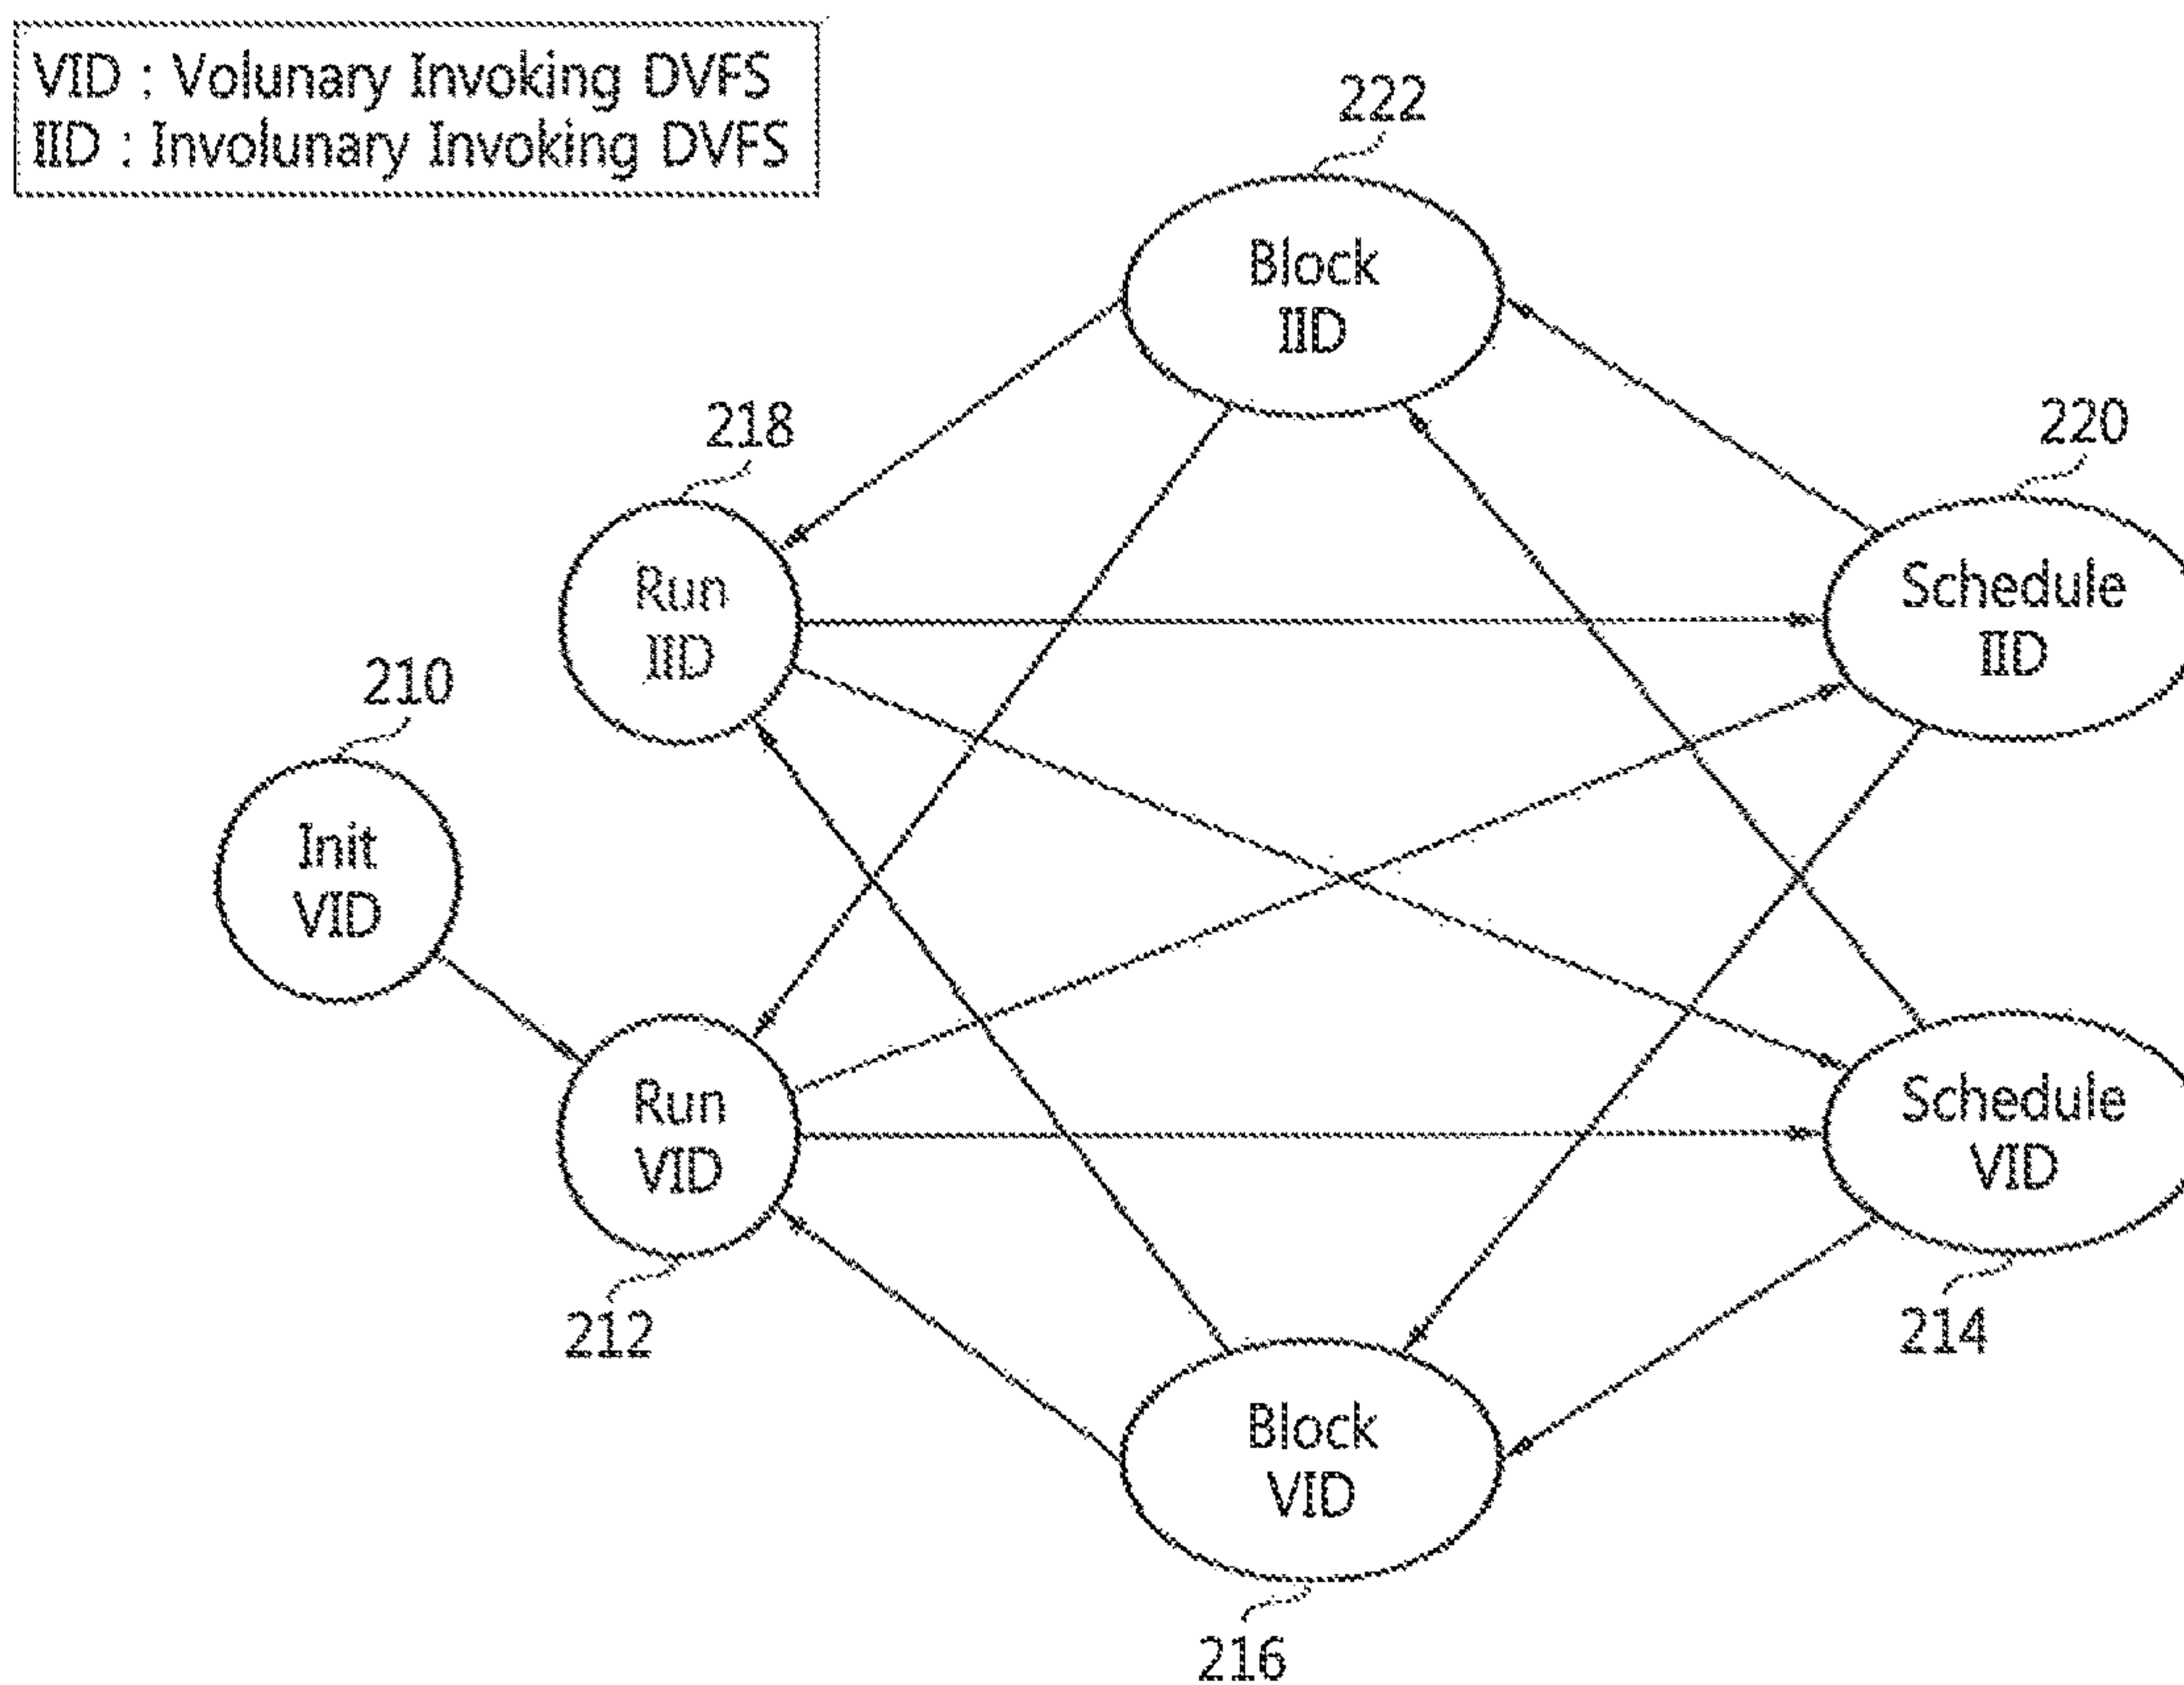 VID : Volunary Invoking DVFS
IID : Involunary Invoking DVFS
222
Block
IID
218
220
Run
IID
Schedule
IID
210
Init
VID
Run
VID
Schedule
VID
212
214
Block
VID
216